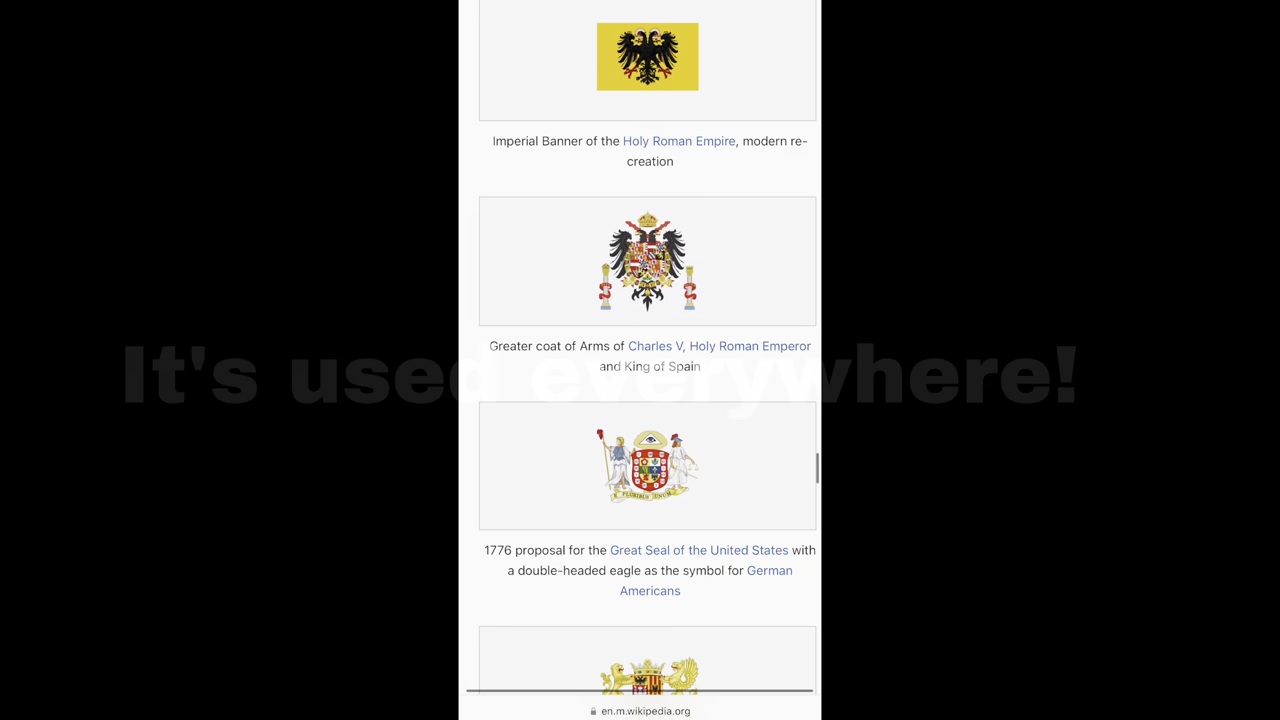 Imperial Banner of the Holy Roman Empire, modern re-
creation
Greater coat of Arms of Charles V, Holy Roman Emperor
and King of Spain
It's used everywhere!
E PLURIBUS UNUM
1776 proposal for the Great Seal of the United States with
a double-headed eagle as the symbol for German
Americans
en.m.wikipedia.org